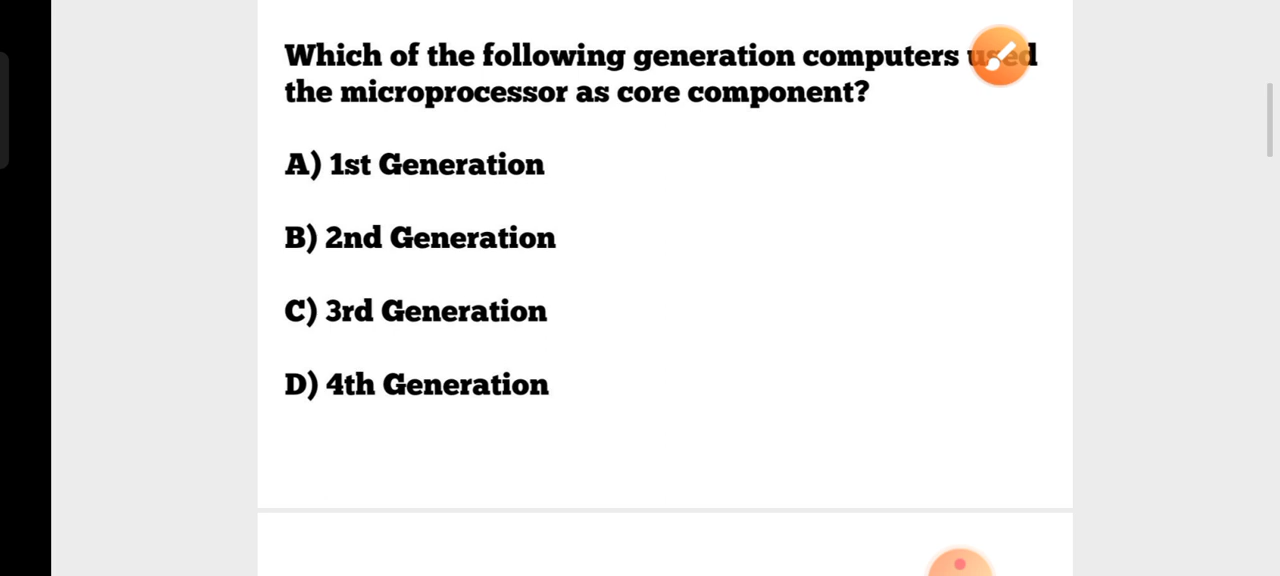 Which of the following generation computers used
the microprocessor as core component?
A) 1st Generation
B) 2nd Generation
C) 3rd Generation
D) 4th Generation